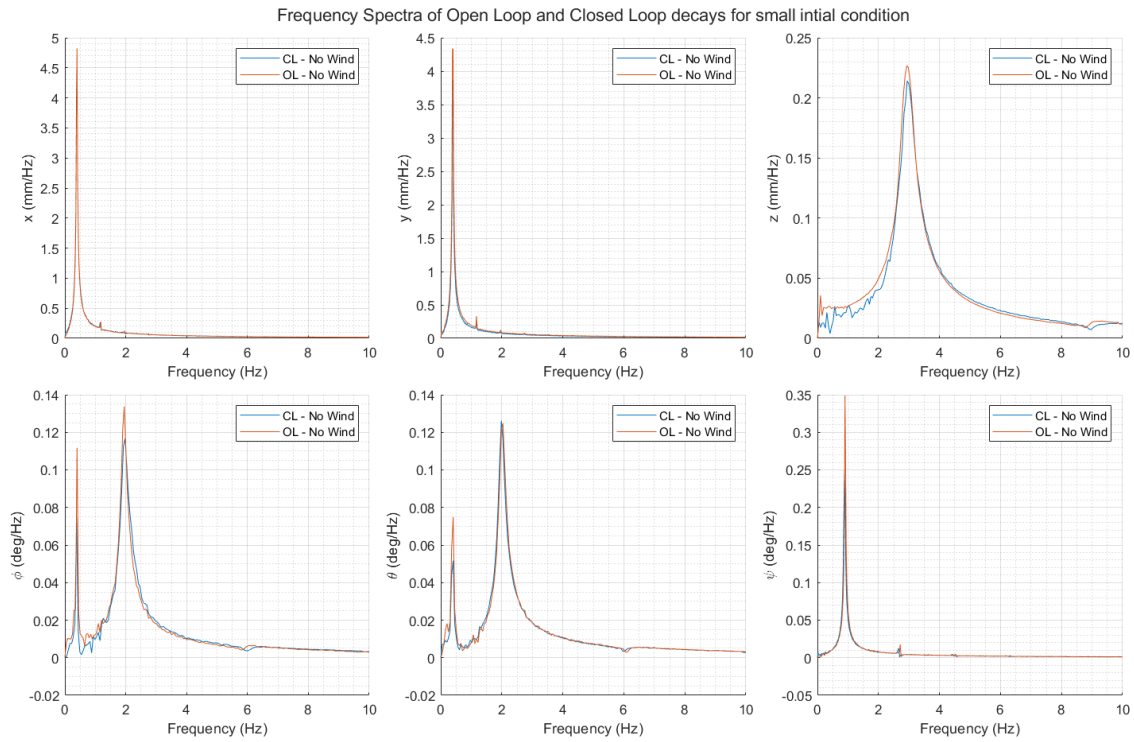 Frequency Spectra of Open Loop and Closed Loop decays for small intial condition
5
4.5
4
3.5
3
2.5
2
1.5
1
0.5
0
x (mm/Hz)
CL - No Wind
OL - No Wind
0 2 4 6 8 10
Frequency (Hz)
4.5
4
3.5
3
2.5
2
1.5
1
0.5
0
y (mm/Hz)
CL - No Wind
OL - No Wind
0 2 4 6 8 10
Frequency (Hz)
0.25
0.2
0.15
0.1
0.05
0
z (mm/Hz)
CL - No Wind
OL - No Wind
0 2 4 6 8 10
Frequency (Hz)
0.14
0.12
0.1
0.08
0.06
0.04
0.02
0
-0.02
ϕ (deg/Hz)
CL - No Wind
OL - No Wind
0 2 4 6 8 10
Frequency (Hz)
0.14
0.12
0.1
0.08
0.06
0.04
0.02
0
-0.02
θ (deg/Hz)
CL - No Wind
OL - No Wind
0 2 4 6 8 10
Frequency (Hz)
0.35
0.3
0.25
0.2
0.15
0.1
0.05
0
-0.05
ψ (deg/Hz)
CL - No Wind
OL - No Wind
0 2 4 6 8 10
Frequency (Hz)